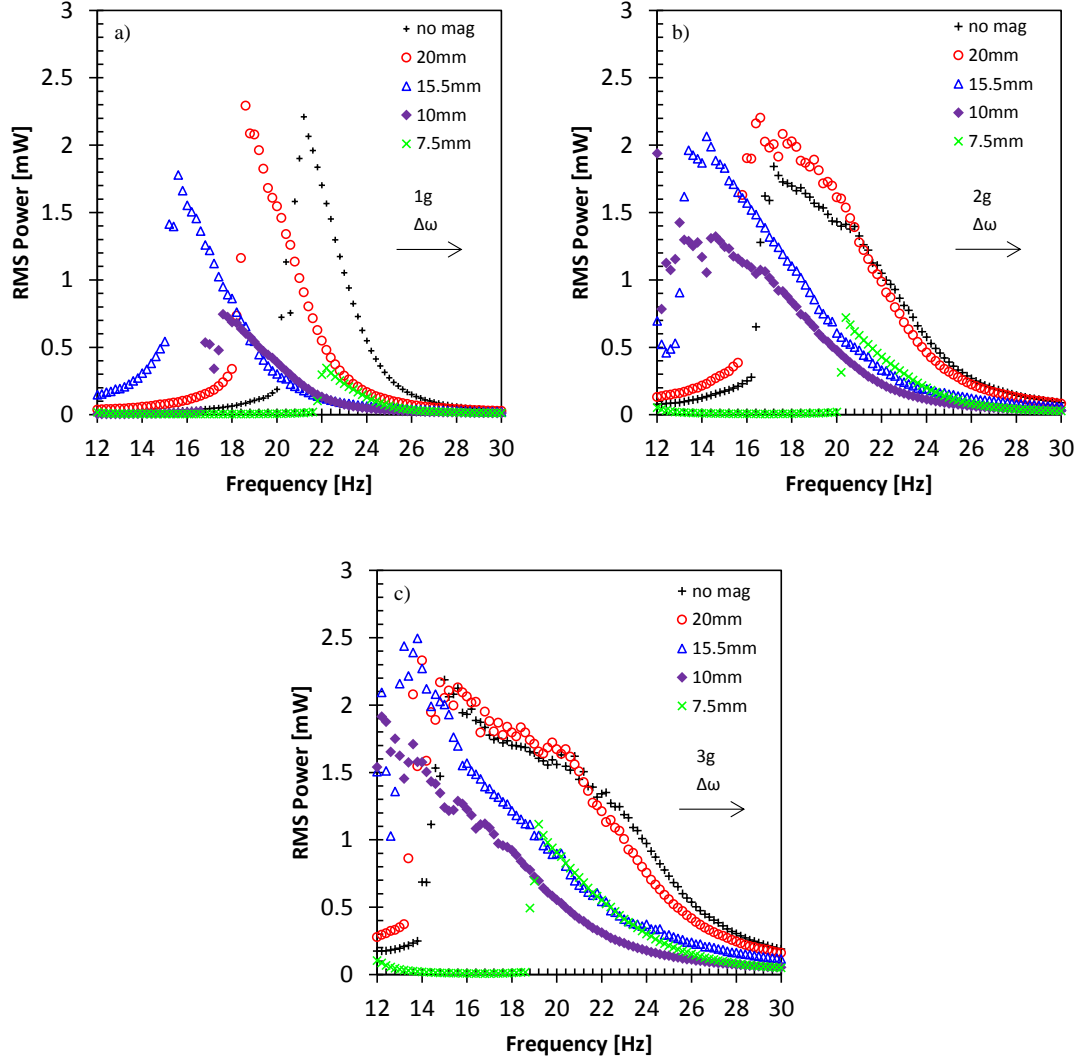 a)
3
2.5
2
1.5
1
0.5
0
RMS Power [mW]
12 14 16 18 20 22 24 26 28 30
Frequency [Hz]
no mag
20mm
15.5mm
10mm
7.5mm
1g
Δω
b)
3
2.5
2
1.5
1
0.5
0
RMS Power [mW]
12 14 16 18 20 22 24 26 28 30
Frequency [Hz]
no mag
20mm
15.5mm
10mm
7.5mm
2g
Δω
c)
3
2.5
2
1.5
1
0.5
0
RMS Power [mW]
12 14 16 18 20 22 24 26 28 30
Frequency [Hz]
no mag
20mm
15.5mm
10mm
7.5mm
3g
Δω